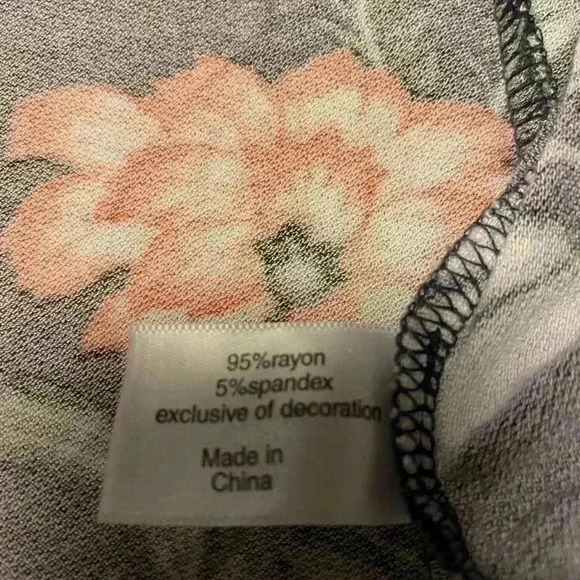 95%rayon
5%spandex
exclusive of decoration
Made in
China